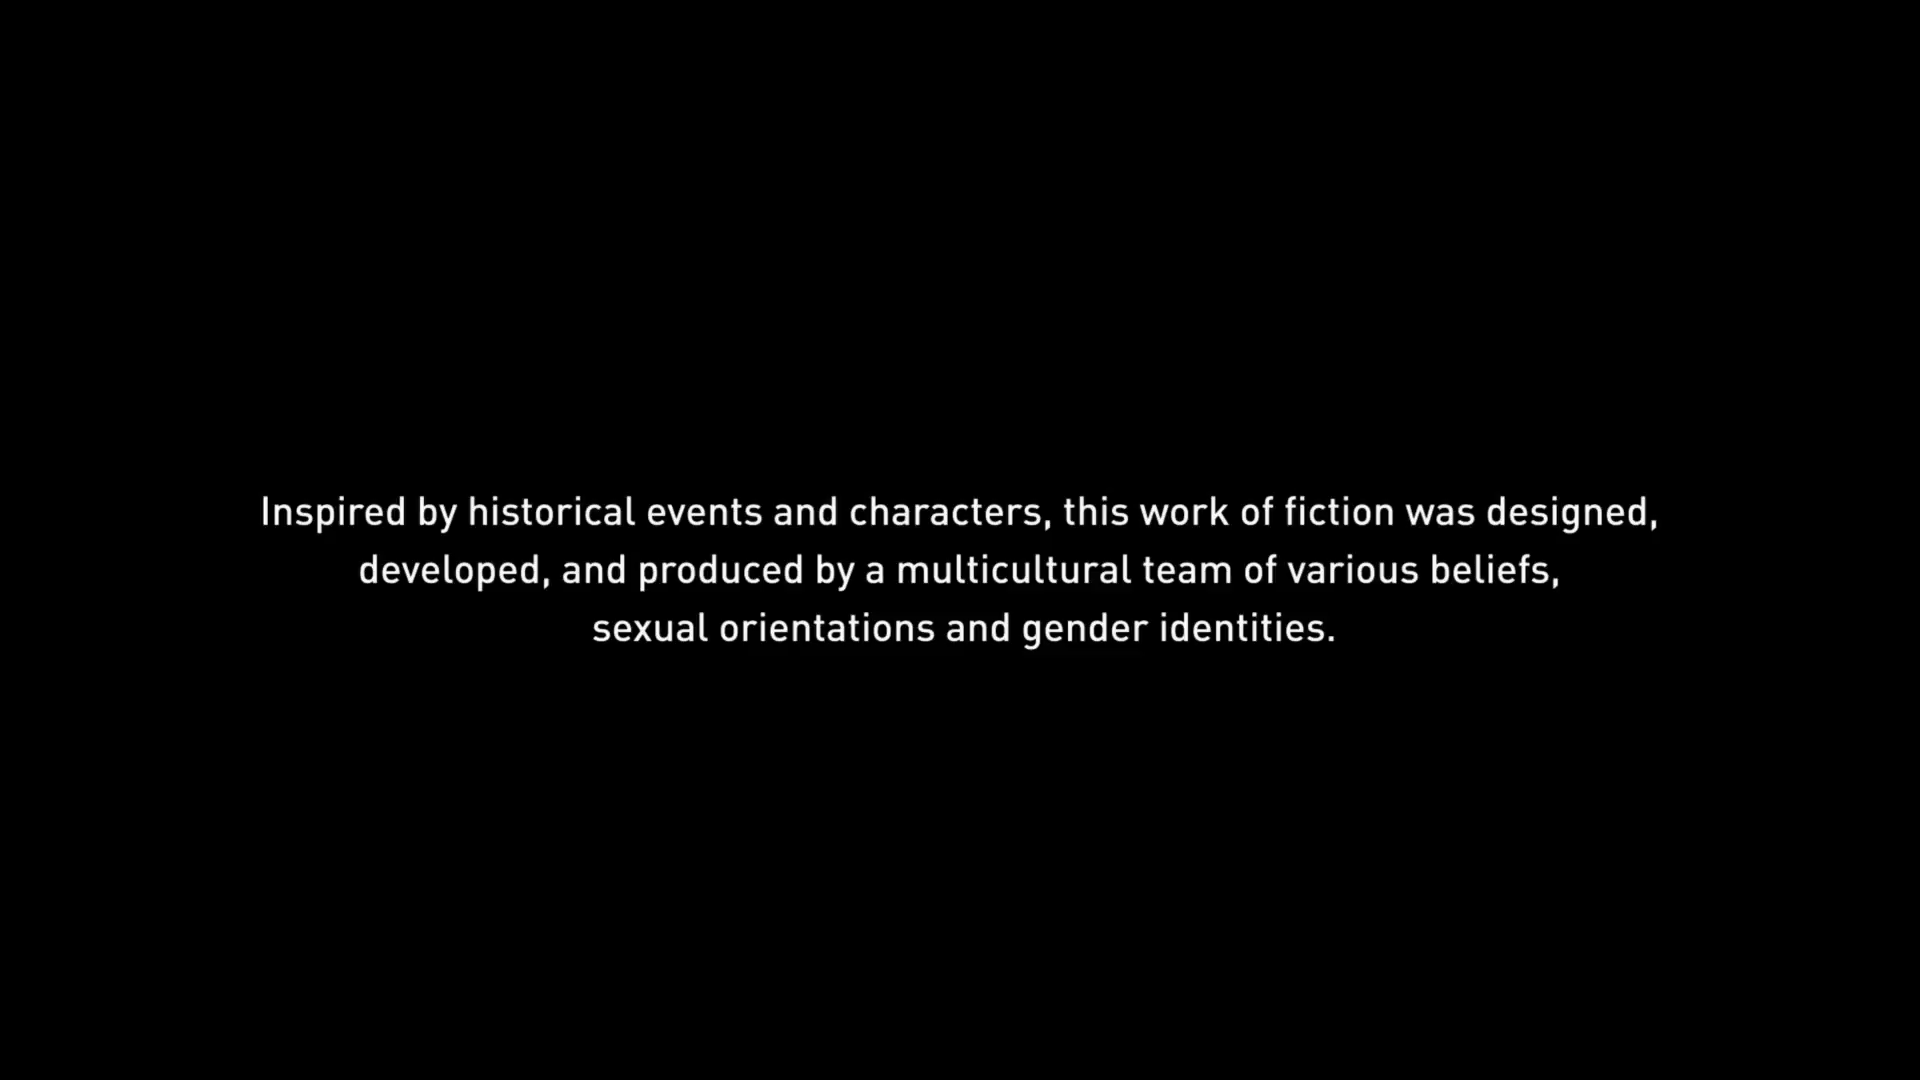 Inspired by historical events and characters, this work of fiction was designed,
developed, and produced by a multicultural team of various beliefs,
sexual orientations and gender identities.